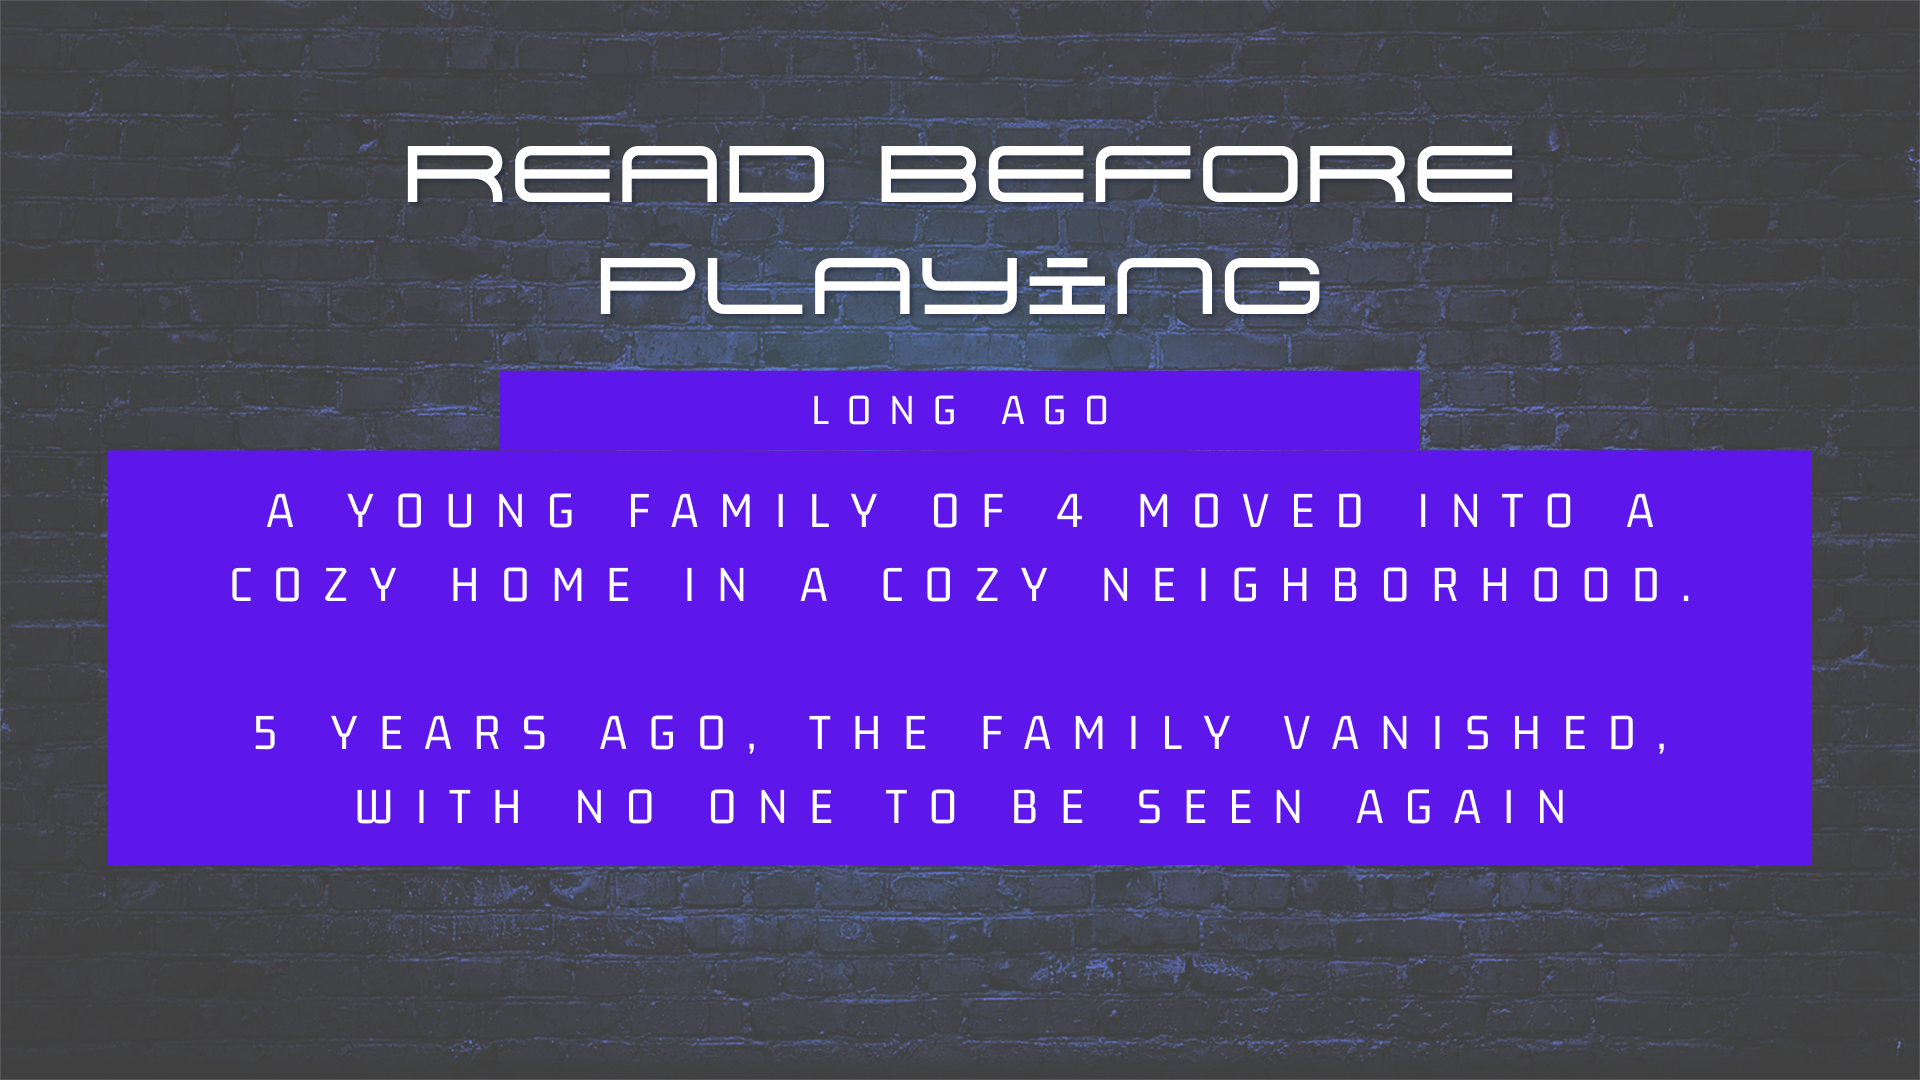 READ BEFORE
PLAYING
LONG AGO
A YOUNG FAMILY OF 4 MOVED INTO A
COZY HOME IN A COZY NEIGHBORHOOD.
5 YEARS AGO, THE FAMILY VANISHED,
WITH NO ONE TO BE SEEN AGAIN